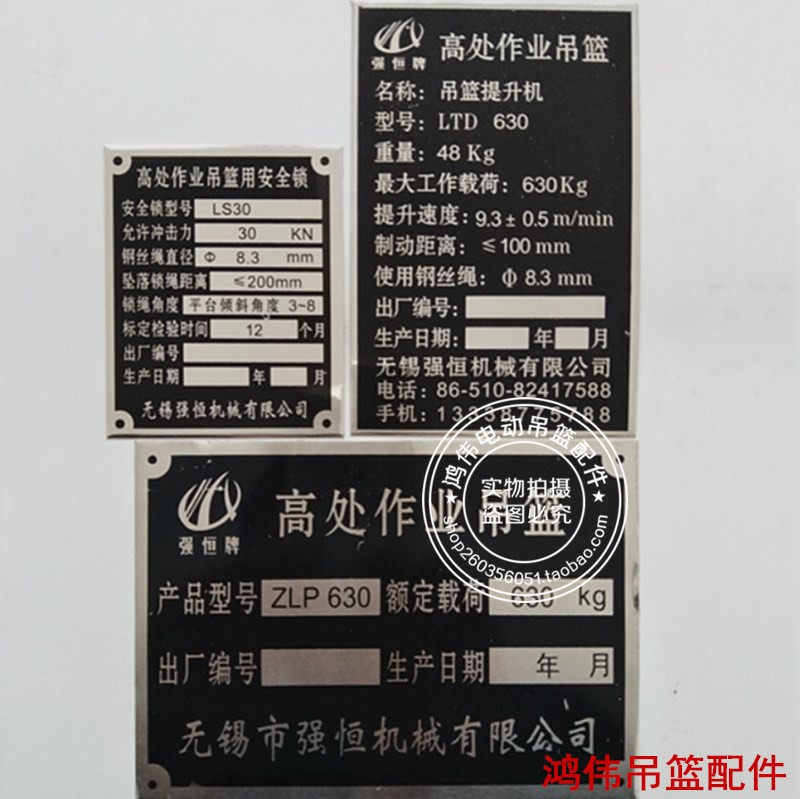 高处作业吊篮用安全锁
安全锁型号 LS30
允许冲击力 30 KN
钢丝绳直径 Φ 8.3 mm
坠落锁绳距离 ≤200mm
锁绳角度 平台倾斜角度 3~8
标定检验时间 12 个月
出厂编号
生产日期 年 月
无锡强恒机械有限公司
强恒牌
高处作业吊篮
名称: 吊篮提升机
型号: LTD 630
重量: 48Kg
最大工作载荷: 630Kg
提升速度: 9.3±0.5m/min
制动距离: ≤100mm
使用钢丝绳: Φ 8.3mm
出厂编号:
生产日期: 年 月
无锡强恒机械有限公司
电话: 86-510-82417588
手机: 13338775788
强恒牌
高处作业吊篮
产品型号 ZLP 630 额定载荷 630 kg
出厂编号 生产日期 年 月
无锡市强恒机械有限公司
鸿伟电动吊篮配件
实物拍摄
盗图必究
shop260356051.taobao.com
鸿伟吊篮配件